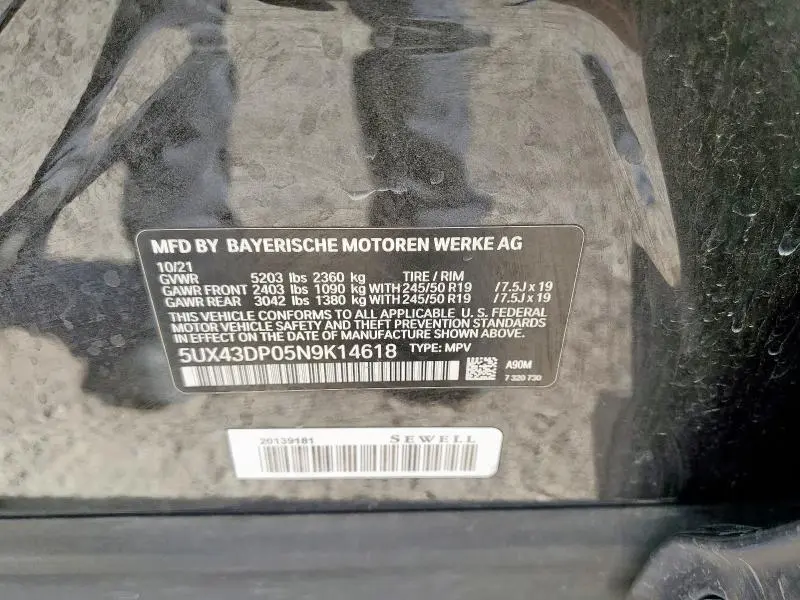 MFD BY BAYERISCHE MOTOREN WERKE AG
10/21
GVWR 5203 lbs 2360 kg TIRE / RIM
GAWR FRONT 2403 lbs 1090 kg WITH 245/50 R19 /7.5J x 19
GAWR REAR 3042 lbs 1380 kg WITH 245/50 R19 /7.5J x 19
THIS VEHICLE CONFORMS TO ALL APPLICABLE U. S. FEDERAL
MOTOR VEHICLE SAFETY AND THEFT PREVENTION STANDARDS
IN EFFECT ON THE DATE OF MANUFACTURE SHOWN ABOVE.
5UX43DP05N9K14618 TYPE: MPV
A90M
7 320 730
20139181 SEWELL